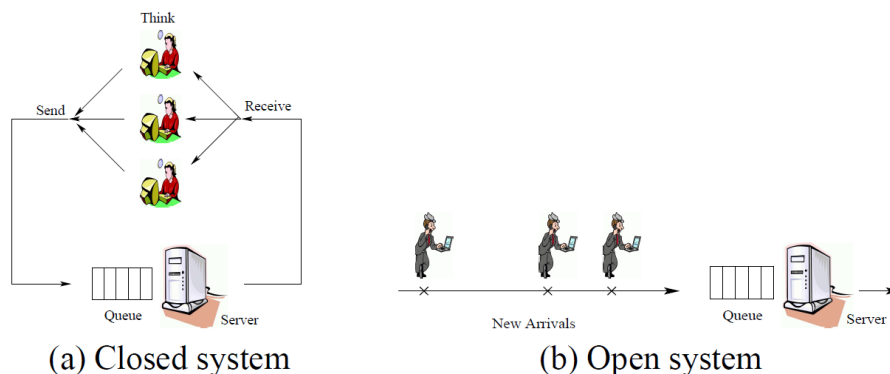 Think
Send
Receive
Queue
Server
(a) Closed system
New Arrivals
Queue
Server
(b) Open system